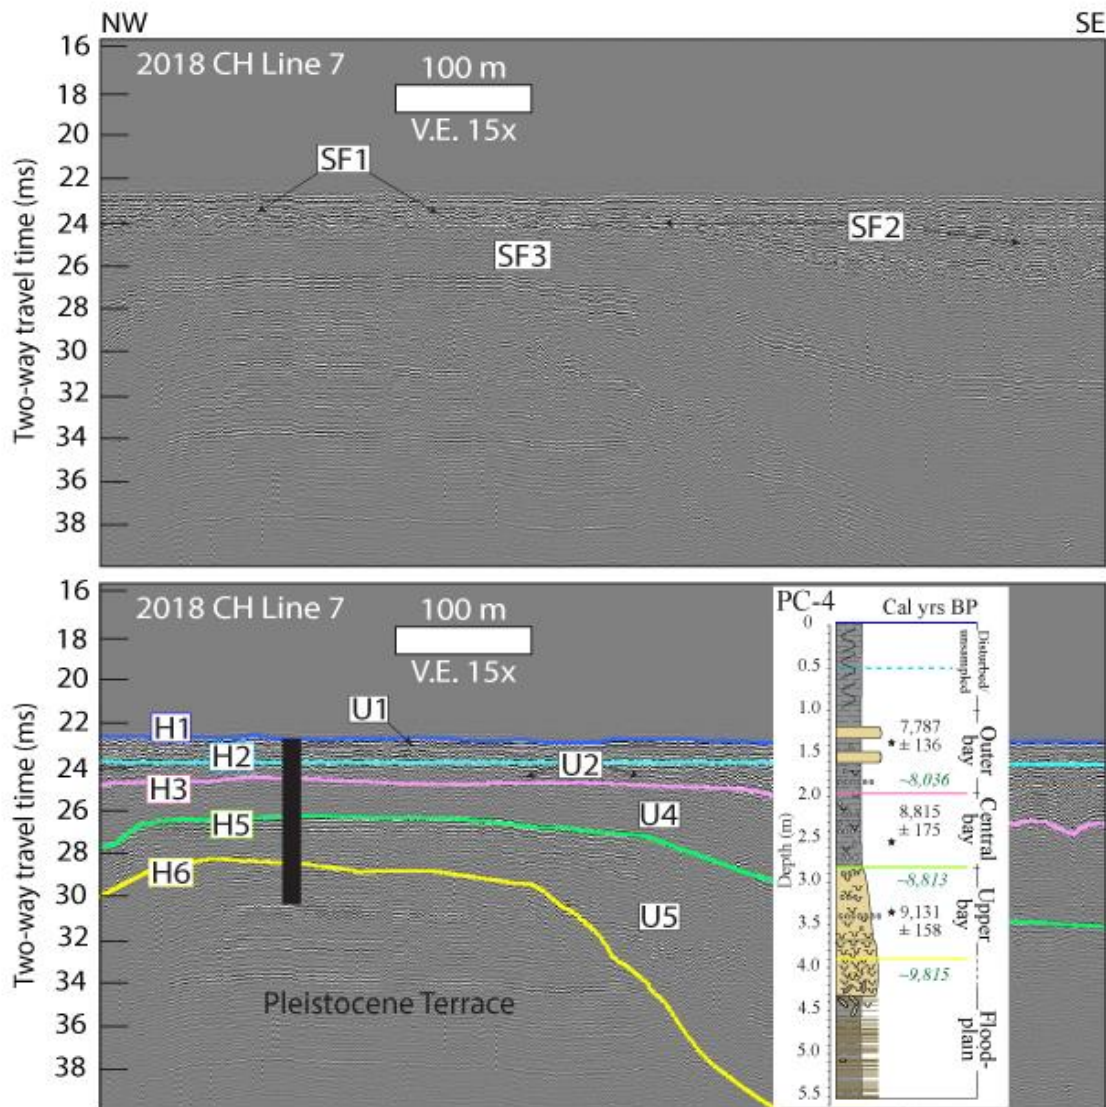 NW
SE
2018 CH Line 7
100 m
V.E. 15x
Two-way travel time (ms)
16
18
20
22
24
26
28
30
32
34
36
38
SF1
SF2
SF3
2018 CH Line 7
100 m
V.E. 15x
Two-way travel time (ms)
16
18
20
22
24
26
28
30
32
34
36
38
H1
H2
H3
H5
H6
U1
U2
U4
U5
Pleistocene Terrace
PC-4
Cal yrs BP
Depth (m)
0
0.5
1.0
1.5
2.0
2.5
3.0
3.5
4.0
4.5
5.0
5.5
7,787
± 136
~8,036
8,815
± 175
~8,813
9,131
± 158
~9,815
Disturbed/
unsampled
Outer
bay
Central
bay
Upper
bay
Flood-
plain